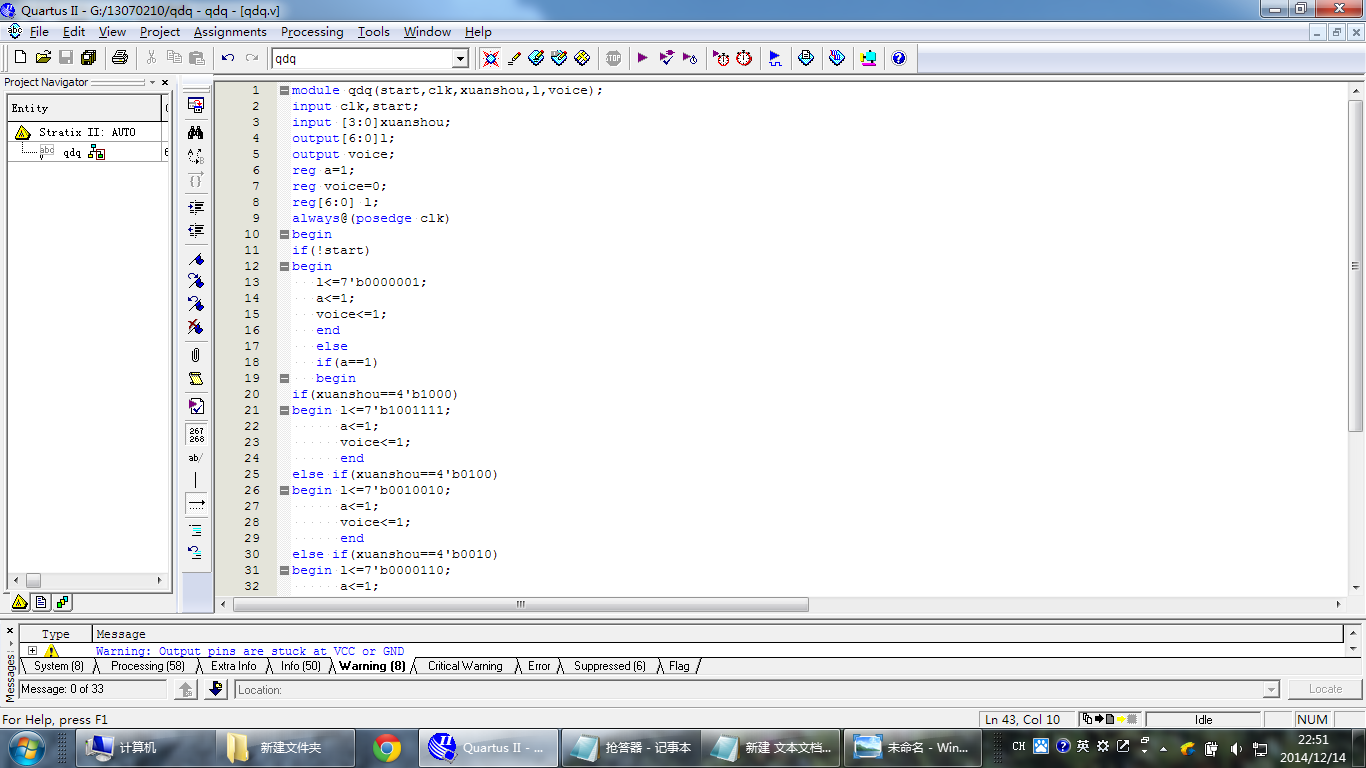 Quartus II - G:/13070210/qdq - qdq - [qdq.v]
File Edit View Project Assignments Processing Tools Window Help
qdq
Project Navigator
Entity
Stratix II: AUTO
abc qdq
1 module qdq(start,clk,xuanshou,l,voice);
2 input clk,start;
3 input [3:0]xuanshou;
4 output[6:0]l;
5 output voice;
6 reg a=1;
7 reg voice=0;
8 reg[6:0] l;
9 always@(posedge clk)
10 begin
11 if(!start)
12 begin
13 l<=7'b0000001;
14 a<=1;
15 voice<=1;
16 end
17 else
18 if(a==1)
19 begin
20 if(xuanshou==4'b1000)
21 begin l<=7'b1001111;
22 a<=1;
23 voice<=1;
24 end
25 else if(xuanshou==4'b0100)
26 begin l<=7'b0010010;
27 a<=1;
28 voice<=1;
29 end
30 else if(xuanshou==4'b0010)
31 begin l<=7'b0000110;
32 a<=1;
267
268
ab/
Messages
Type Message
Warning: Output pins are stuck at VCC or GND
System (8) Processing (58) Extra Info Info (50) Warning (8) Critical Warning Error Suppressed (6) Flag
Message: 0 of 33 Location: Locate
For Help, press F1 Ln 43, Col 10 Idle NUM
计算机 新建文件夹 Quartus II - ... 抢答器 - 记事本 新建 文本文档... 未命名 - Win... CH 英 22:51
2014/12/14